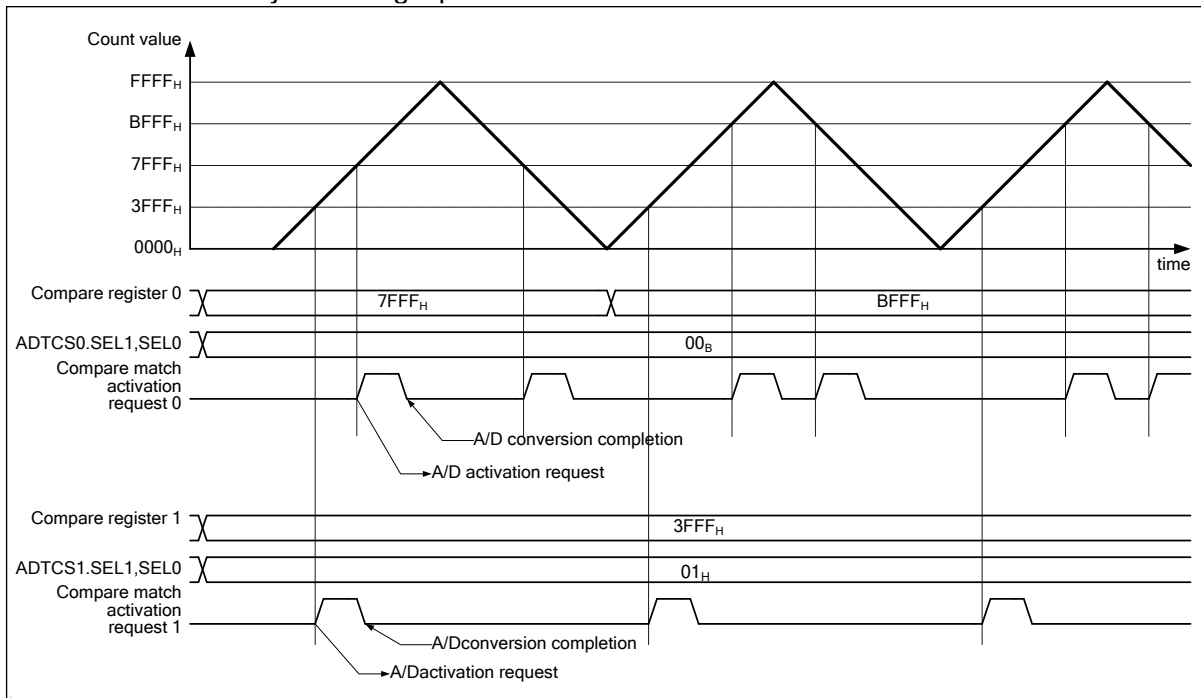 Count value
FFFFH
BFFFH
7FFFH
3FFFH
0000H
time
Compare register 0
7FFFH
BFFFH
ADTCS0.SEL1,SEL0
00B
Compare match
activation
request 0
A/D conversion completion
A/D activation request
Compare register 1
3FFFH
ADTCS1.SEL1,SEL0
01H
Compare match
activation
request 1
A/Dconversion completion
A/Dactivation request